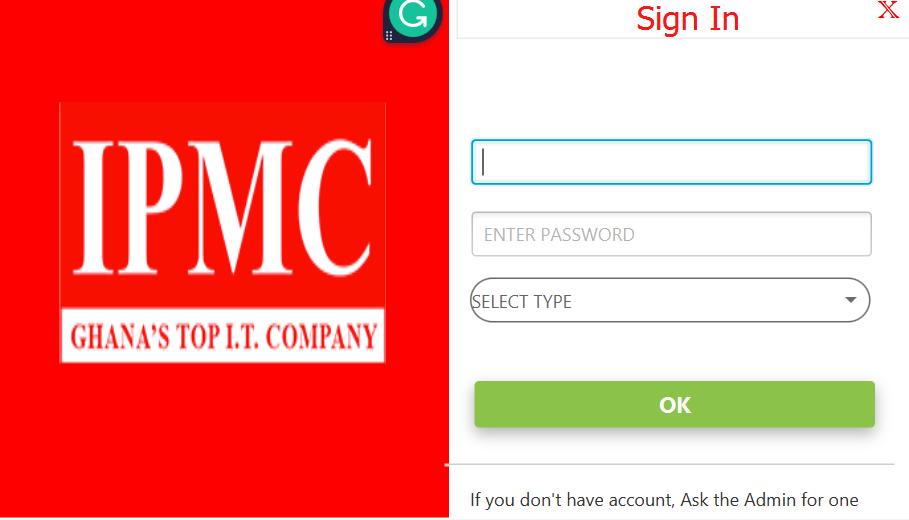 IPMC
GHANA'S TOP I.T. COMPANY
Sign In
X
ENTER PASSWORD
SELECT TYPE
OK
If you don't have account, Ask the Admin for one